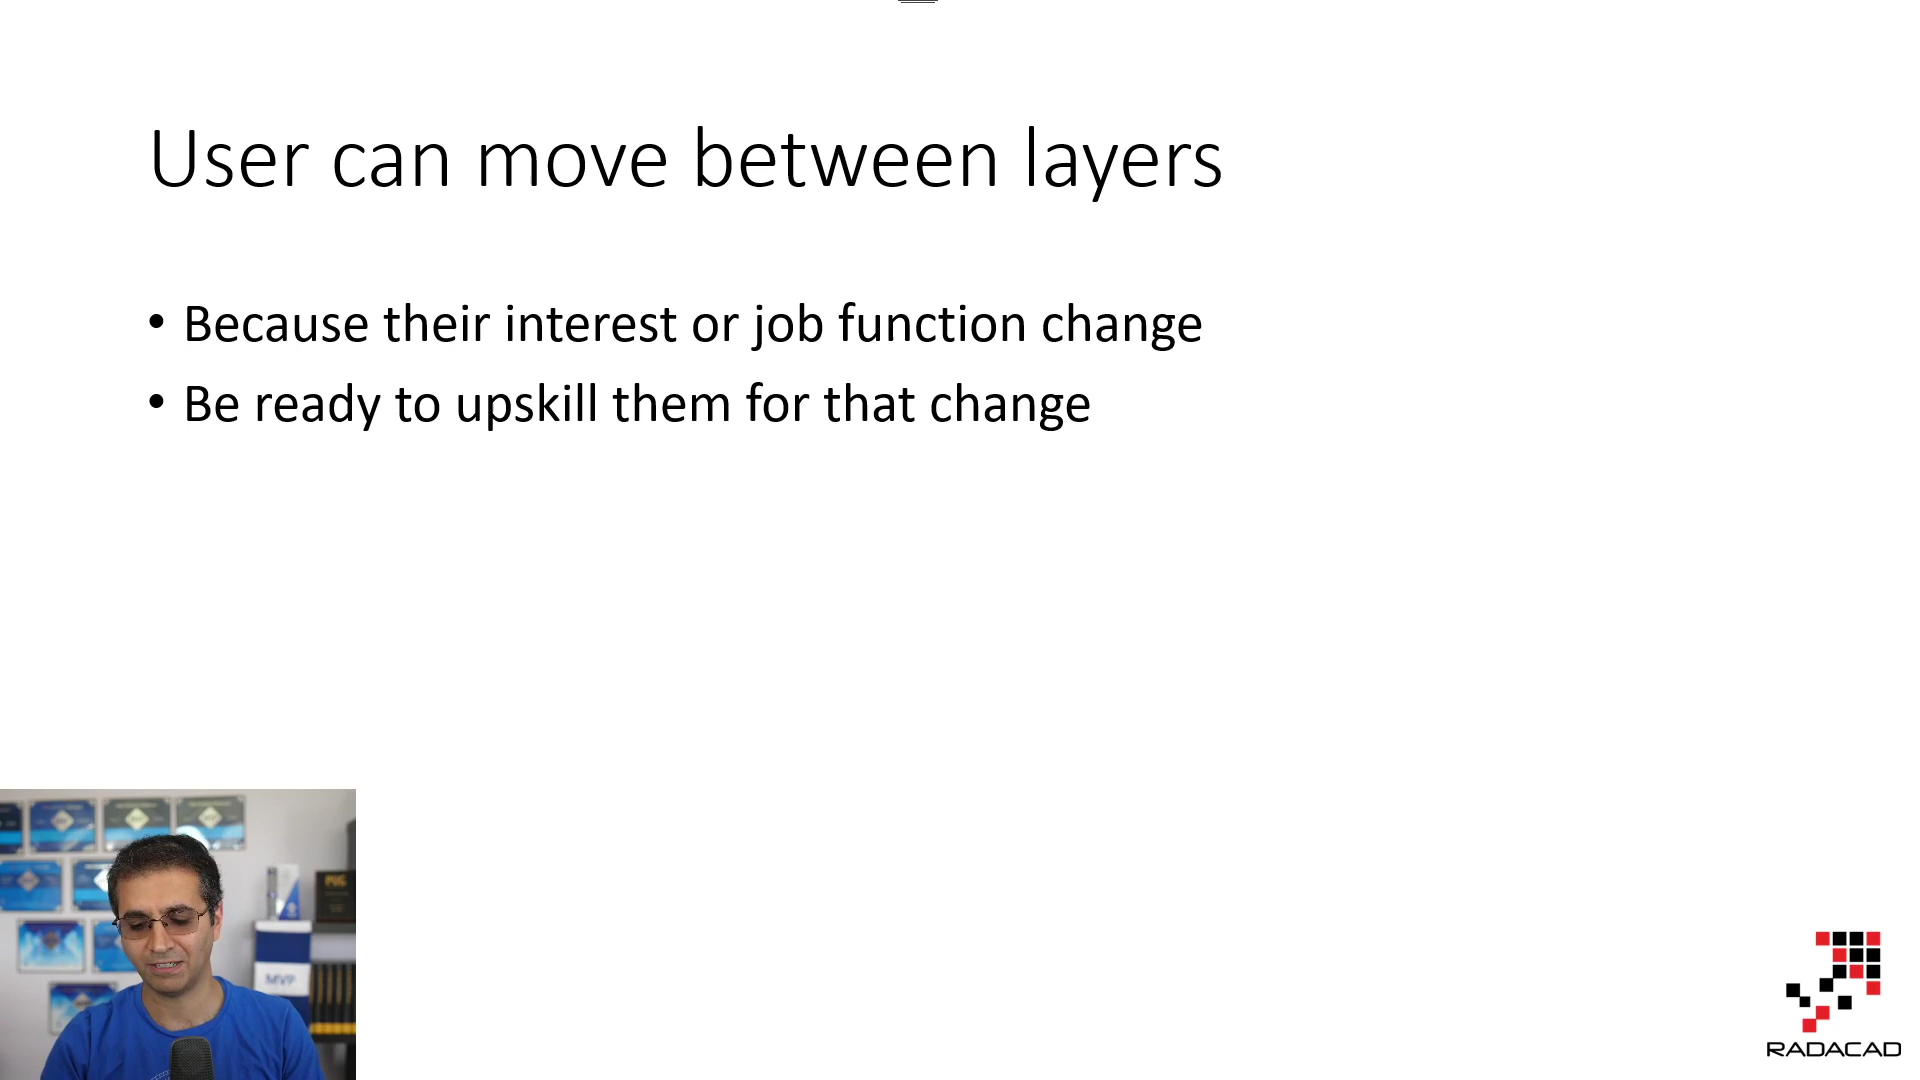 User can move between layers
• Because their interest or job function change
• Be ready to upskill them for that change
MVP
RADACAD